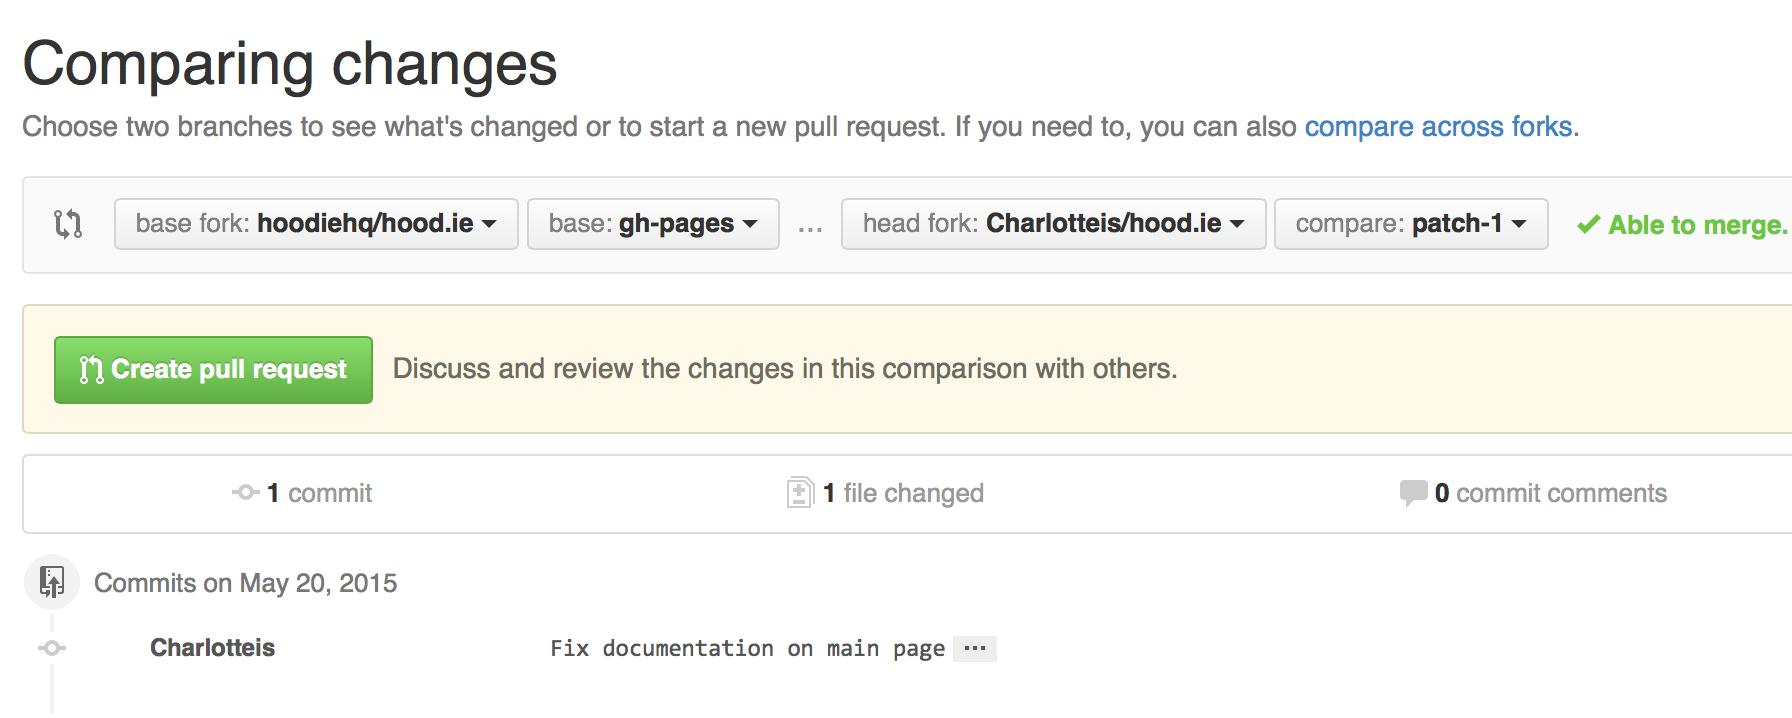 Comparing changes
Choose two branches to see what's changed or to start a new pull request. If you need to, you can also compare across forks.
base fork: hoodiehq/hood.ie base: gh-pages ... head fork: Charlotteis/hood.ie compare: patch-1 Able to merge.
Create pull request Discuss and review the changes in this comparison with others.
1 commit 1 file changed 0 commit comments
Commits on May 20, 2015
Charlotteis Fix documentation on main page ...